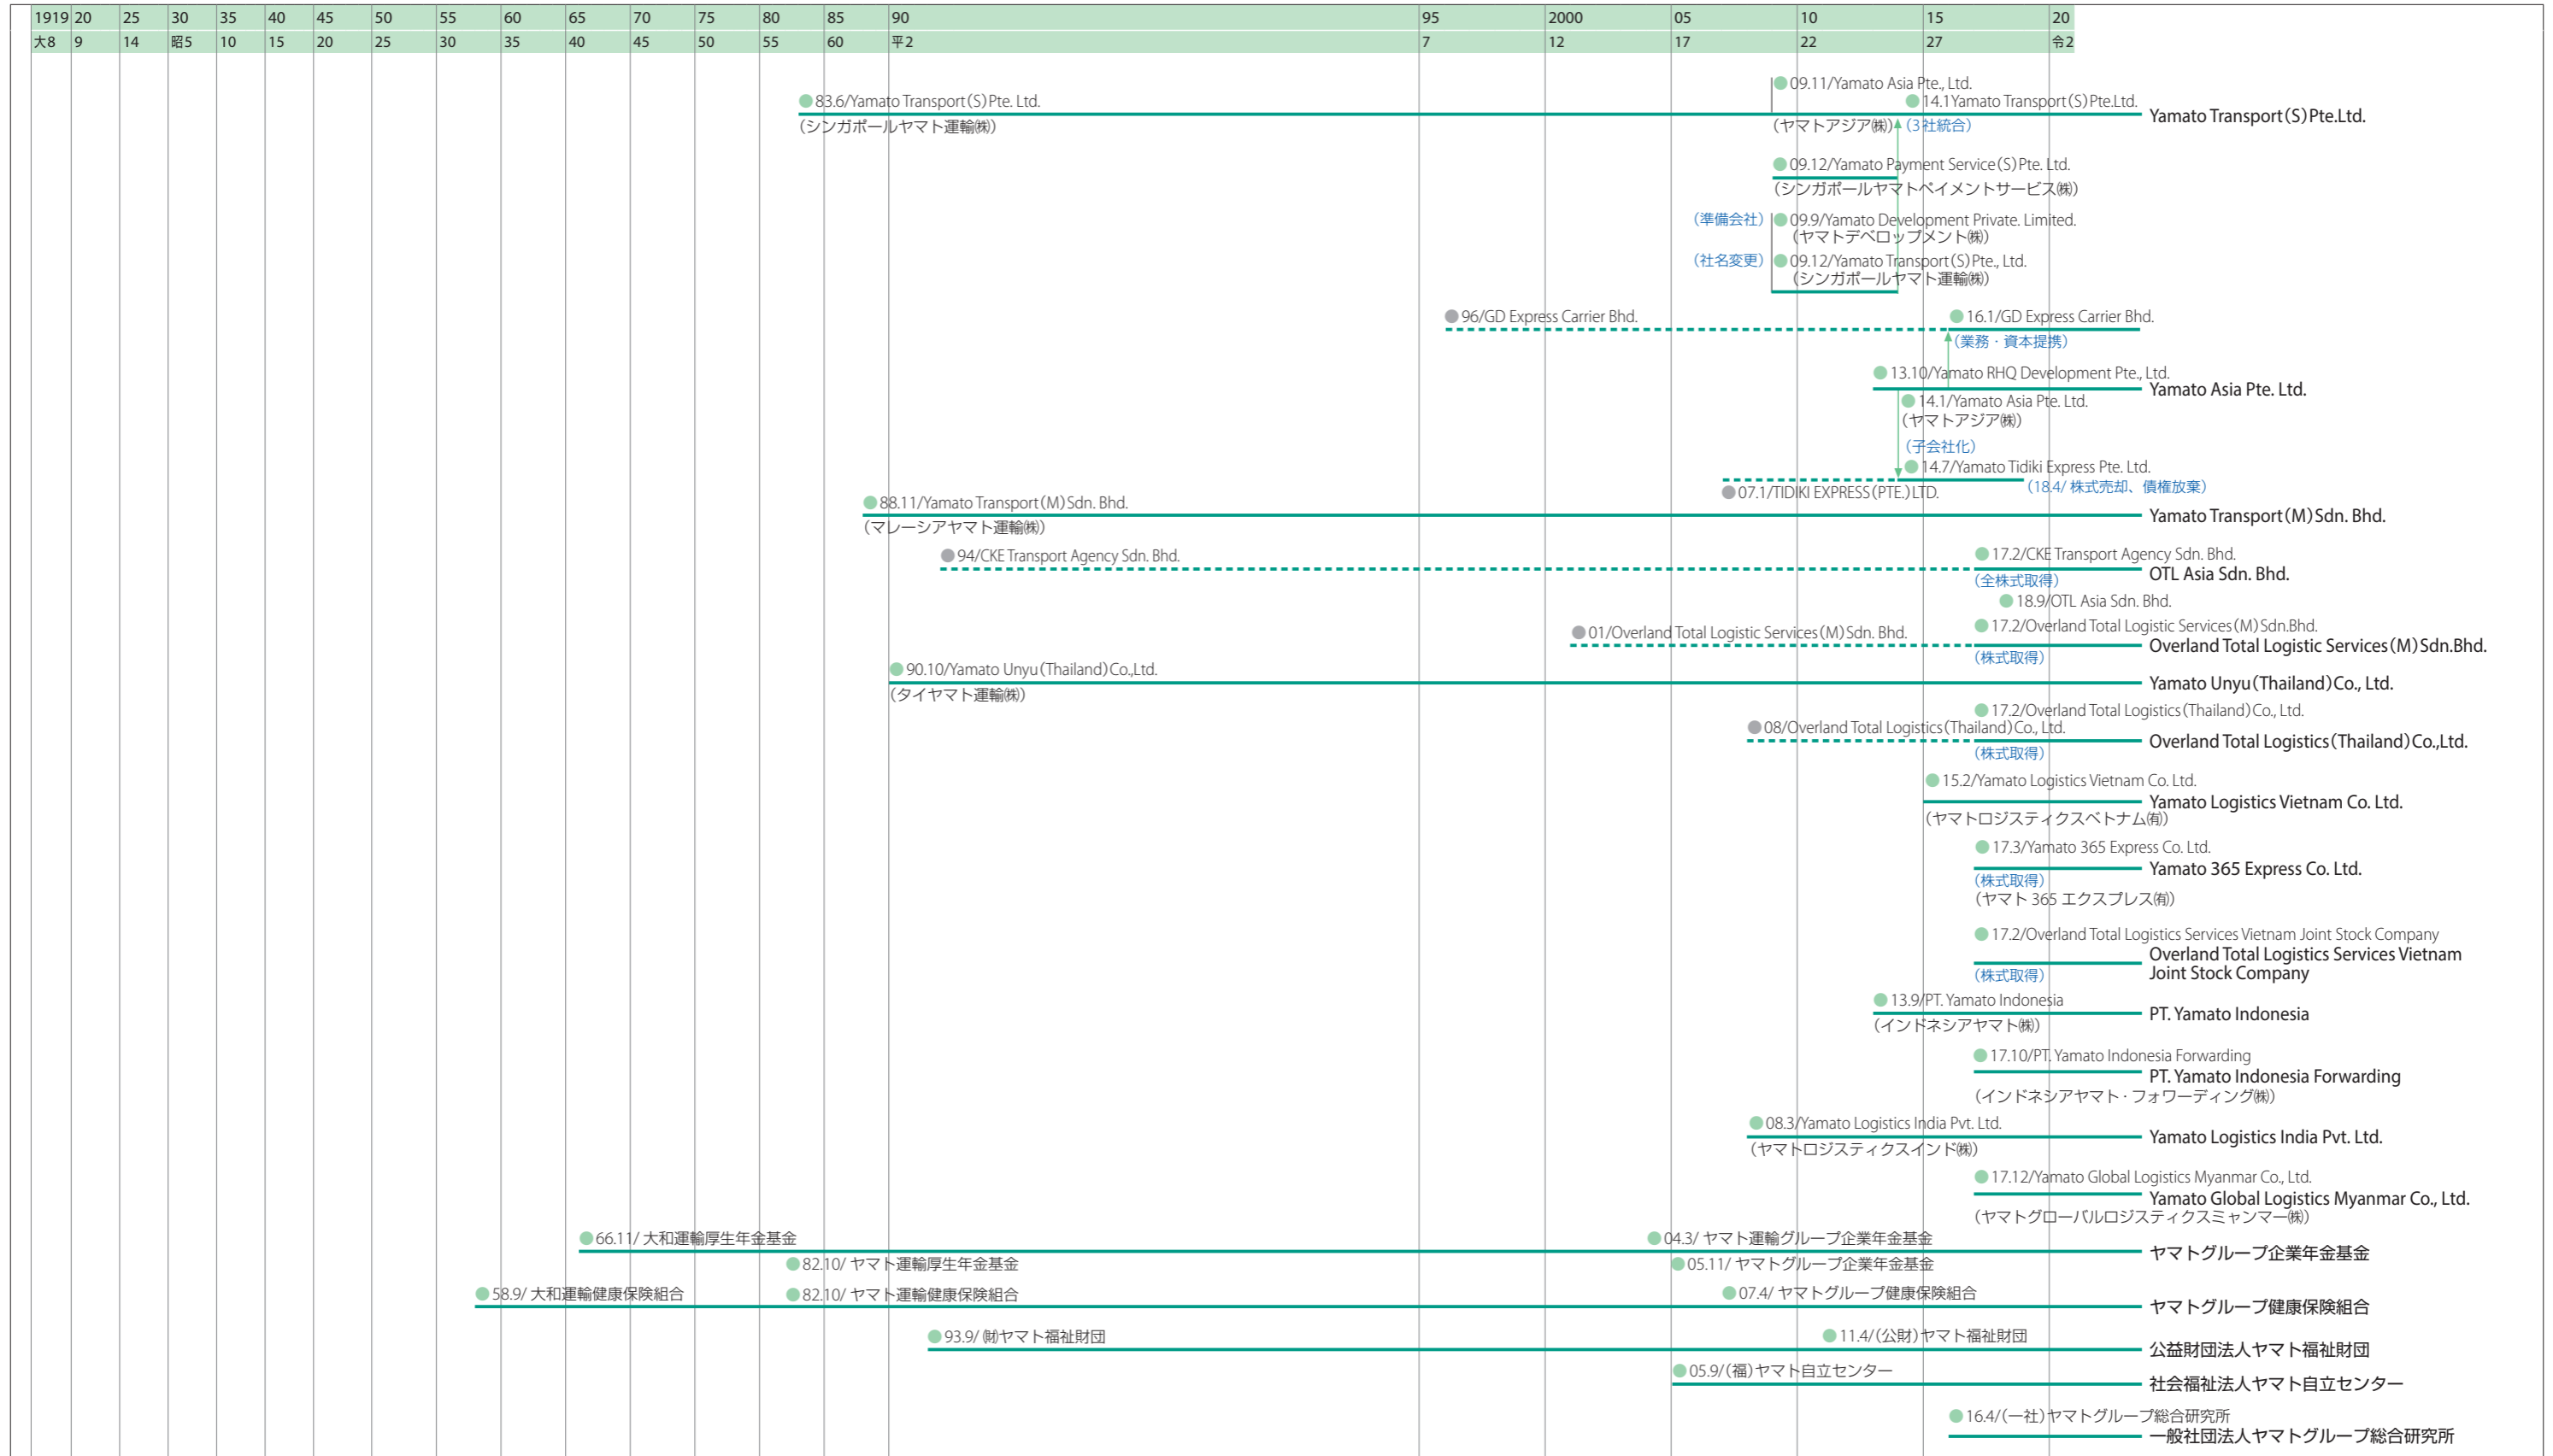 1919 20 25 30 35 40 45 50 55 60 65 70 75 80 85 90 95 2000 05 10 15 20
大8 9 14 昭5 10 15 20 25 30 35 40 45 50 55 60 平2 7 12 17 22 27 令2
09.11/Yamato Asia Pte., Ltd.
83.6/Yamato Transport(S)Pte. Ltd.
14.1Yamato Transport(S)Pte.Ltd.
Yamato Transport(S)Pte.Ltd.
(シンガポールヤマト運輸㈱)
(ヤマトアジア㈱)
(3社統合)
09.12/Yamato Payment Service(S)Pte. Ltd.
(シンガポールヤマトペイメントサービス㈱)
(準備会社)
09.9/Yamato Development Private. Limited.
(ヤマトデベロップメント㈱)
(社名変更)
09.12/Yamato Transport(S)Pte., Ltd.
(シンガポールヤマト運輸㈱)
96/GD Express Carrier Bhd.
16.1/GD Express Carrier Bhd.
(業務・資本提携)
13.10/Yamato RHQ Development Pte., Ltd.
Yamato Asia Pte. Ltd.
14.1/Yamato Asia Pte. Ltd.
(ヤマトアジア㈱)
(子会社化)
14.7/Yamato Tidiki Express Pte. Ltd.
07.1/TIDIKI EXPRESS(PTE.)LTD.
(18.4/ 株式売却、債権放棄)
88.11/Yamato Transport(M)Sdn. Bhd.
Yamato Transport(M)Sdn. Bhd.
(マレーシアヤマト運輸㈱)
94/CKE Transport Agency Sdn. Bhd.
17.2/CKE Transport Agency Sdn. Bhd.
OTL Asia Sdn. Bhd.
(全株式取得)
18.9/OTL Asia Sdn. Bhd.
01/Overland Total Logistic Services(M)Sdn. Bhd.
17.2/Overland Total Logistic Services(M)Sdn.Bhd.
Overland Total Logistic Services(M)Sdn.Bhd.
(株式取得)
90.10/Yamato Unyu(Thailand)Co.,Ltd.
Yamato Unyu(Thailand)Co., Ltd.
(タイヤマト運輸㈱)
17.2/Overland Total Logistics(Thailand)Co., Ltd.
08/Overland Total Logistics(Thailand)Co., Ltd.
Overland Total Logistics(Thailand)Co.,Ltd.
(株式取得)
15.2/Yamato Logistics Vietnam Co. Ltd.
Yamato Logistics Vietnam Co. Ltd.
(ヤマトロジスティクスベトナム㈲)
17.3/Yamato 365 Express Co. Ltd.
Yamato 365 Express Co. Ltd.
(株式取得)
(ヤマト 365 エクスプレス㈲)
17.2/Overland Total Logistics Services Vietnam Joint Stock Company
Overland Total Logistics Services Vietnam
Joint Stock Company
(株式取得)
13.9/PT. Yamato Indonesia
PT. Yamato Indonesia
(インドネシアヤマト㈱)
17.10/PT. Yamato Indonesia Forwarding
PT. Yamato Indonesia Forwarding
(インドネシアヤマト・フォワーディング㈱)
08.3/Yamato Logistics India Pvt. Ltd.
Yamato Logistics India Pvt. Ltd.
(ヤマトロジスティクスインド㈱)
17.12/Yamato Global Logistics Myanmar Co., Ltd.
Yamato Global Logistics Myanmar Co., Ltd.
(ヤマトグローバルロジスティクスミャンマー㈱)
66.11/ 大和運輸厚生年金基金
04.3/ ヤマト運輸グループ企業年金基金
ヤマトグループ企業年金基金
82.10/ ヤマト運輸厚生年金基金
05.11/ ヤマトグループ企業年金基金
58.9/ 大和運輸健康保険組合
82.10/ ヤマト運輸健康保険組合
07.4/ ヤマトグループ健康保険組合
ヤマトグループ健康保険組合
93.9/ ㈶ヤマト福祉財団
11.4/(公財)ヤマト福祉財団
公益財団法人ヤマト福祉財団
05.9/(福)ヤマト自立センター
社会福祉法人ヤマト自立センター
16.4/(一社)ヤマトグループ総合研究所
一般社団法人ヤマトグループ総合研究所